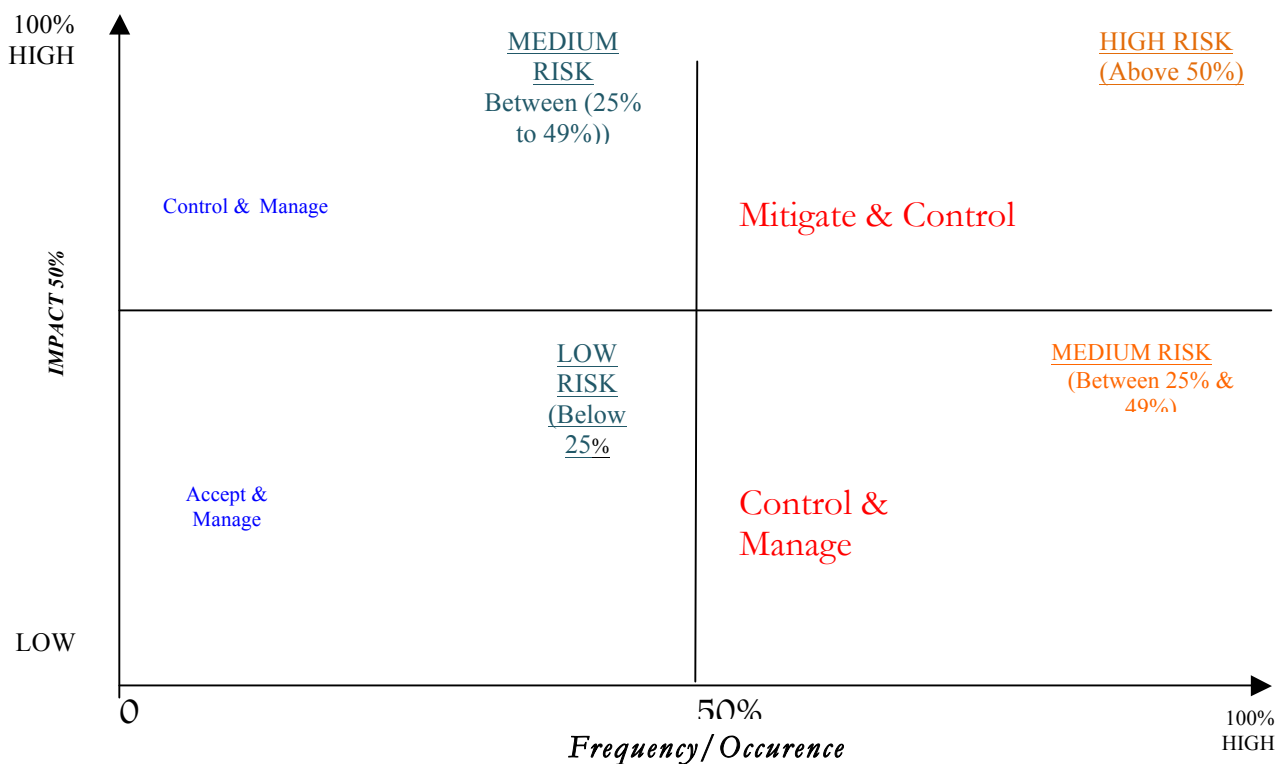 100%
HIGH
MEDIUM
RISK
Between (25%
to 49%))
HIGH RISK
(Above 50%)
Control & Manage
Mitigate & Control
IMPACT 50%
LOW
RISK
(Below
25%
MEDIUM RISK
(Between 25% &
49%)
Accept &
Manage
Control &
Manage
LOW
0
50%
100%
HIGH
Frequency/Occurence